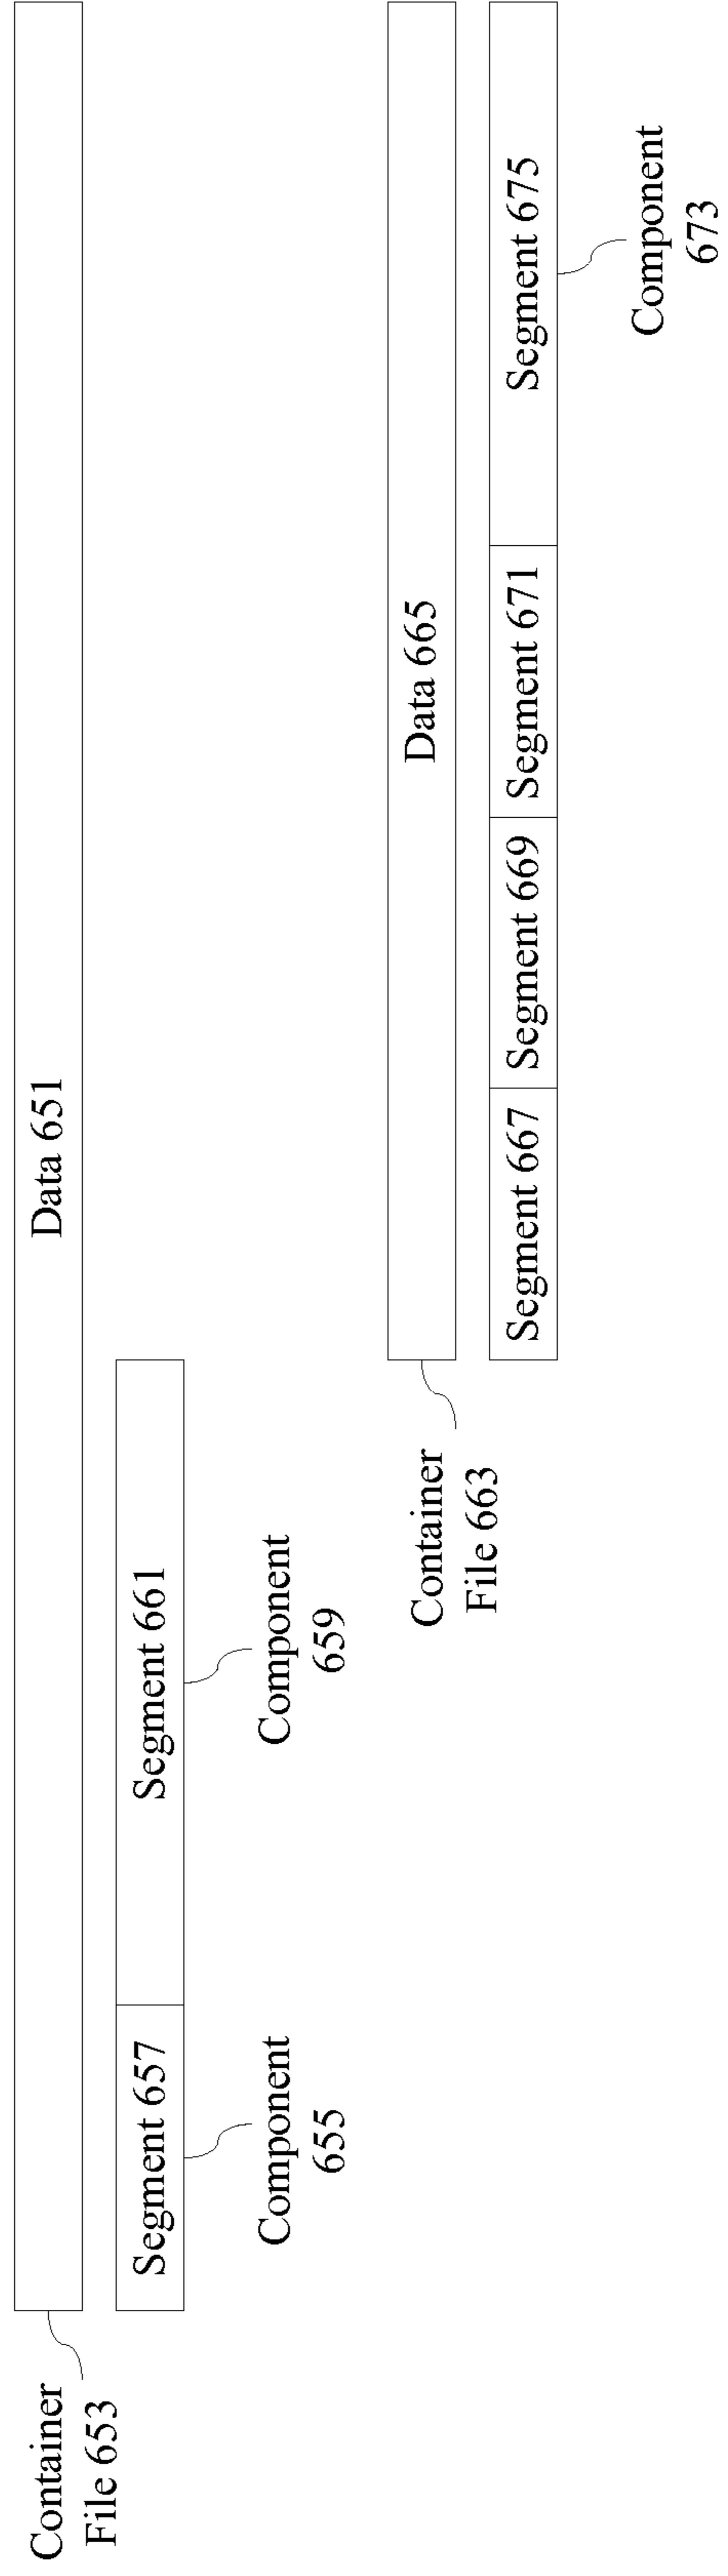 Container
File 653
Data 651
Segment 657
Segment 661
Component
655
Component
659
Container
File 663
Data 665
Segment 667
Segment 669
Segment 671
Segment 675
Component
673